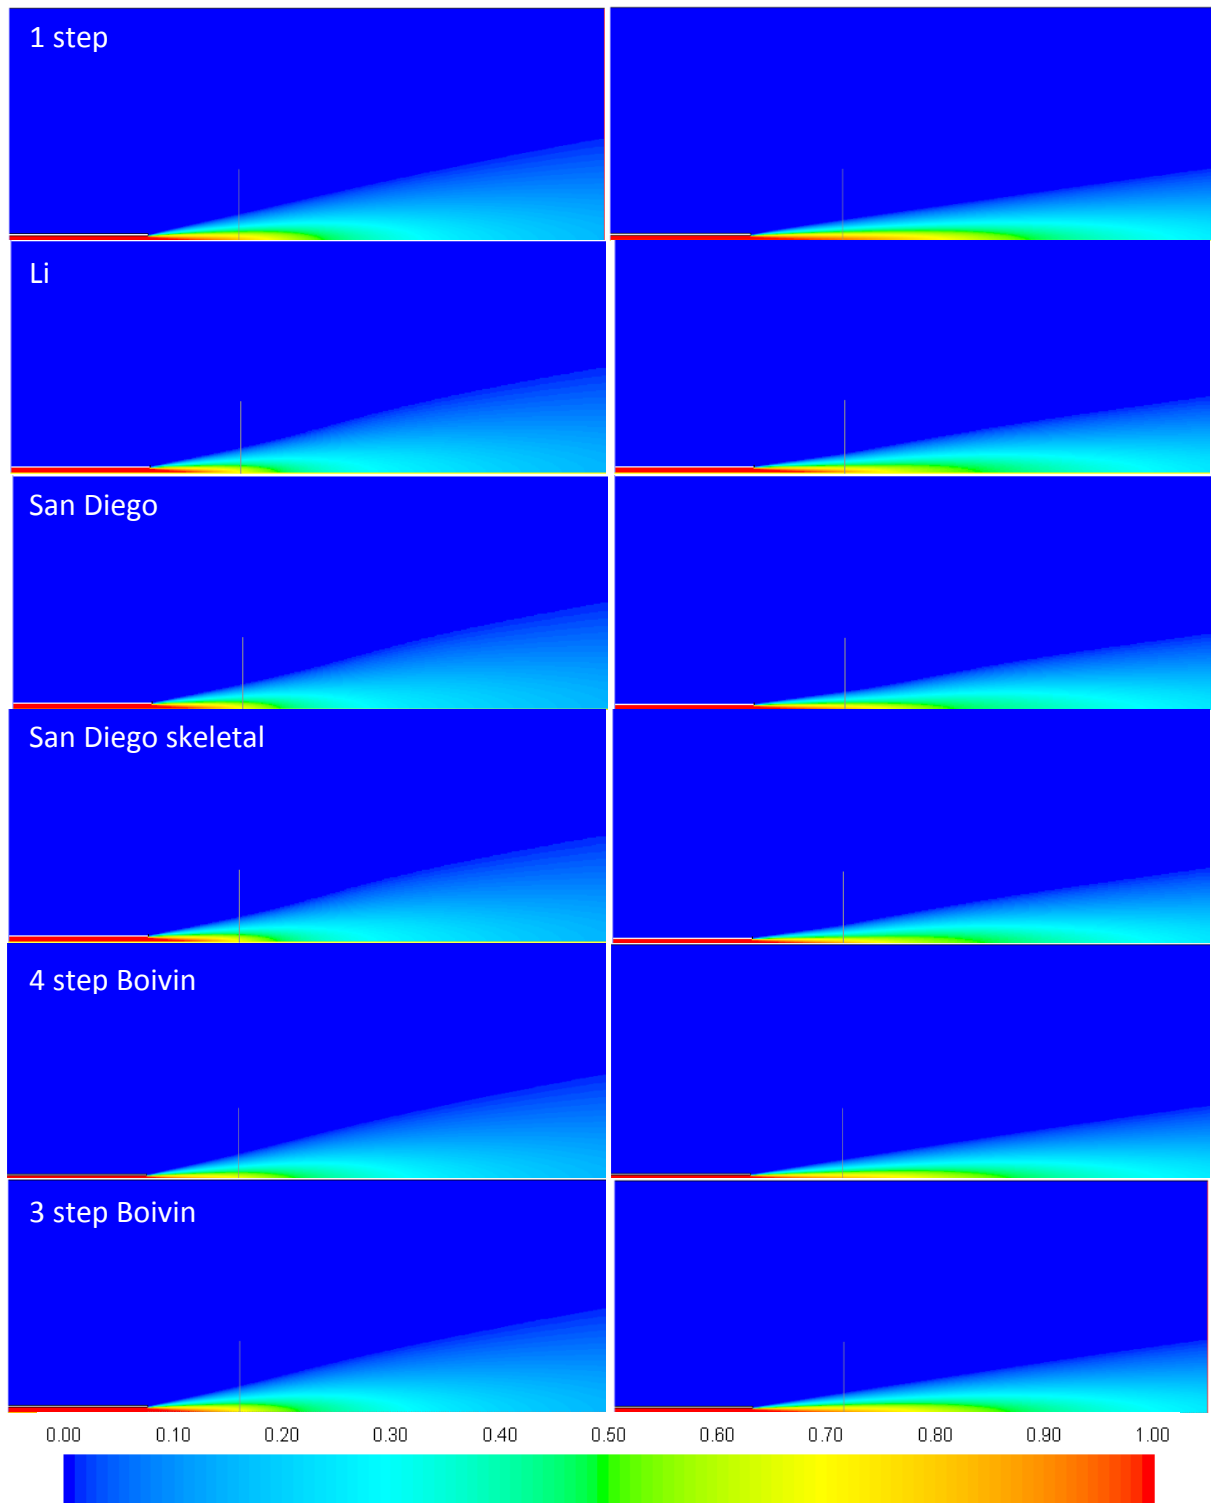 1 step
Li
San Diego
San Diego skeletal
4 step Boivin
3 step Boivin
0.00 0.10 0.20 0.30 0.40 0.50 0.60 0.70 0.80 0.90 1.00